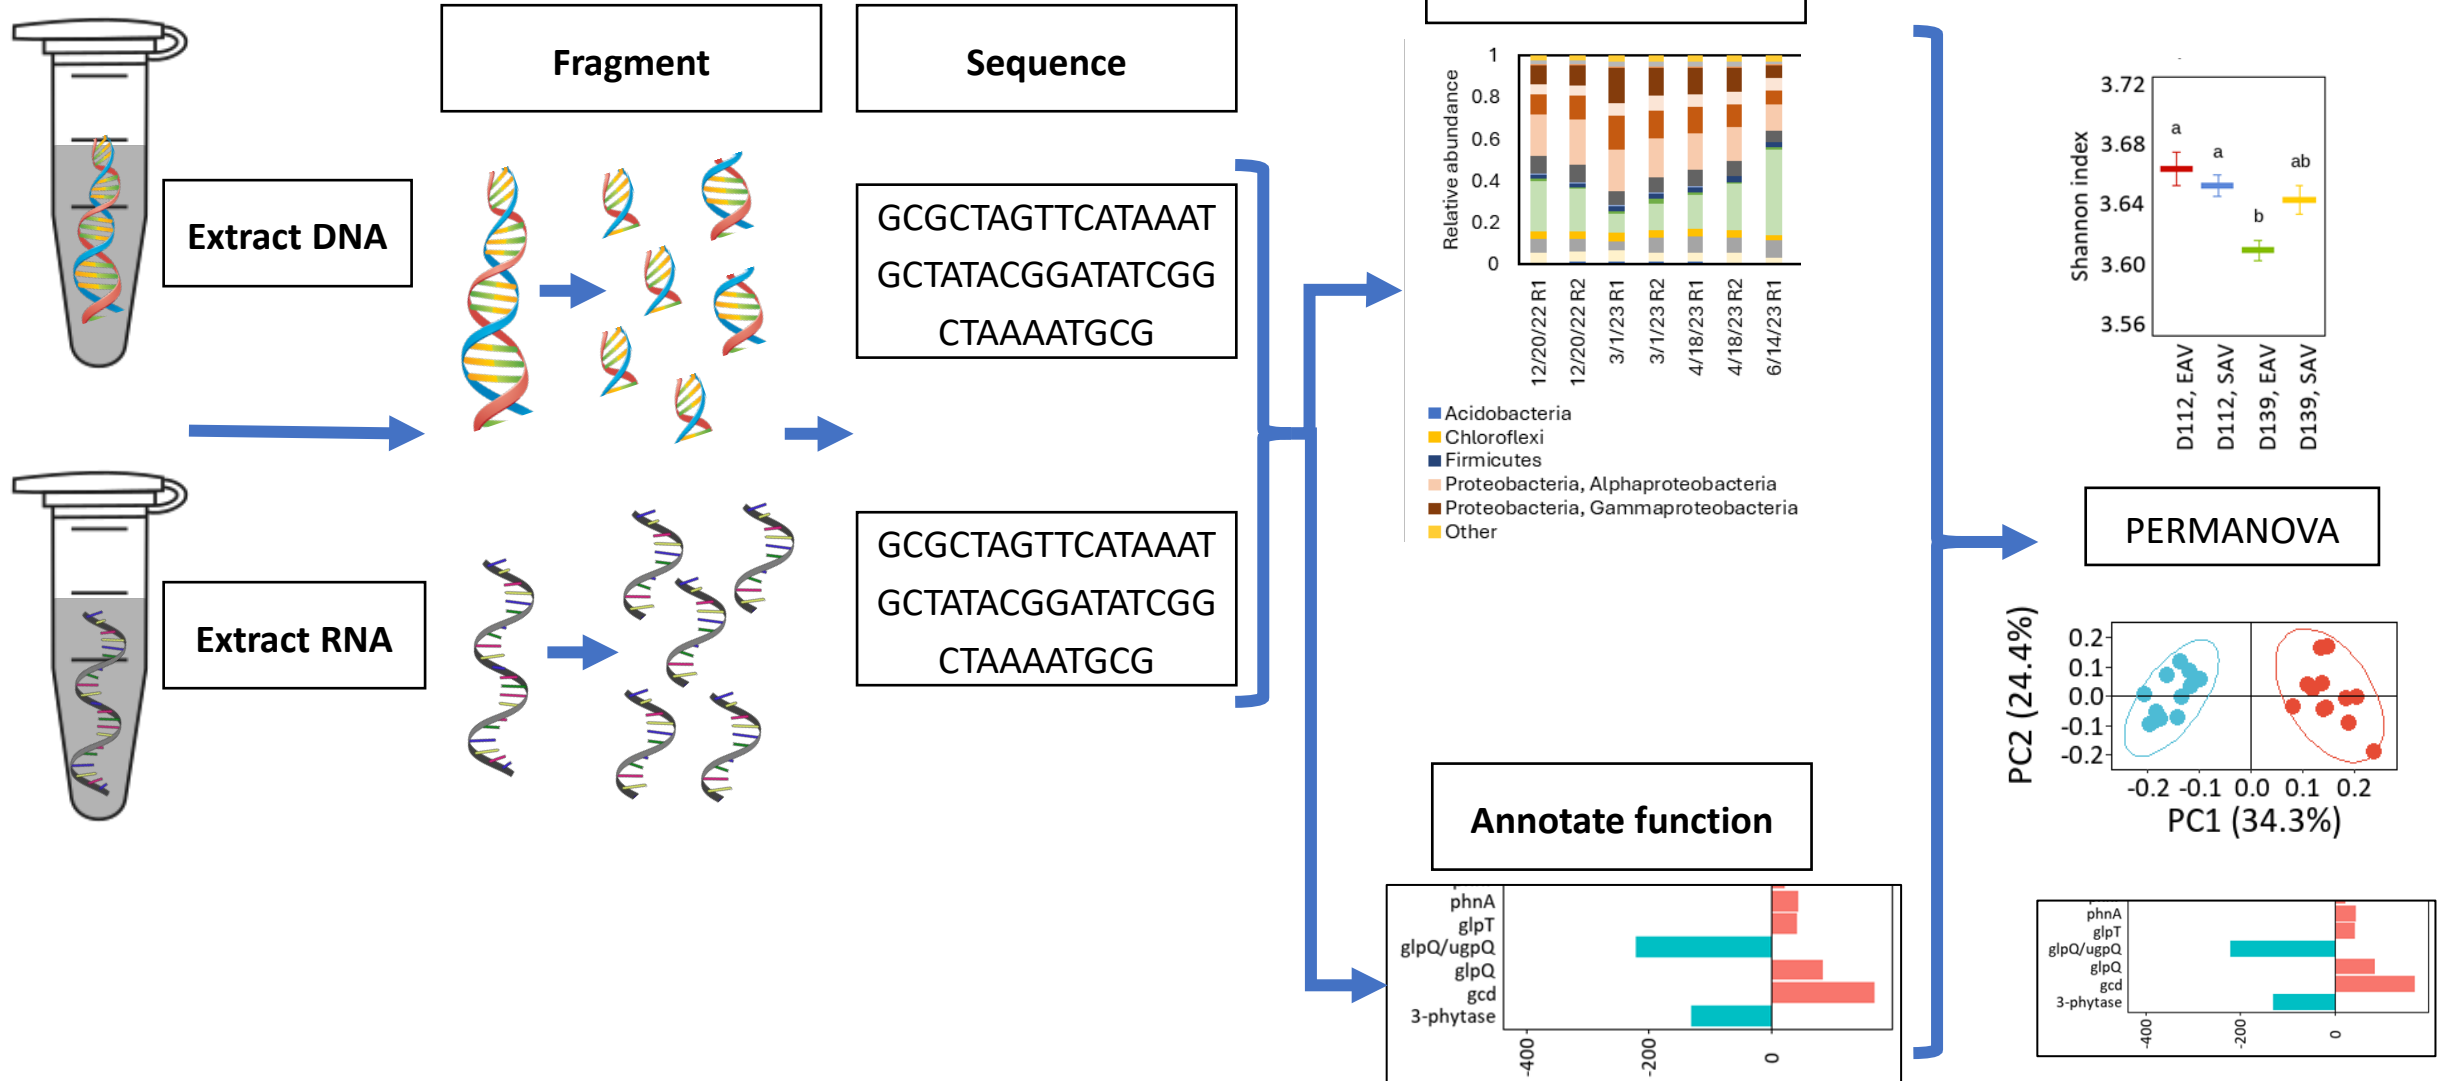 Extract DNA
Extract RNA
Fragment
Sequence
GCGCTAGTTCATAAAT
GCTATACGGATATCGG
CTAAAATGCG
GCGCTAGTTCATAAAT
GCTATACGGATATCGG
CTAAAATGCG
Relative abundance
1
0.8
0.6
0.4
0.2
0
12/20/22 R1
12/20/22 R2
3/1/23 R1
3/1/23 R2
4/18/23 R1
4/18/23 R2
6/14/23 R1
Acidobacteria
Chloroflexi
Firmicutes
Proteobacteria, Alphaproteobacteria
Proteobacteria, Gammaproteobacteria
Other
Annotate function
phnA
glpT
glpQ/ugpQ
glpQ
gcd
3-phytase
-400
-200
0
Shannon index
3.72
3.68
3.64
3.60
3.56
a
a
b
ab
D112, EAV
D112, SAV
D139, EAV
D139, SAV
PERMANOVA
PC2 (24.4%)
0.2
0.1
0.0
-0.1
-0.2
-0.2 -0.1 0.0 0.1 0.2
PC1 (34.3%)
phnA
glpT
glpQ/ugpQ
glpQ
gcd
3-phytase
-400
-200
0